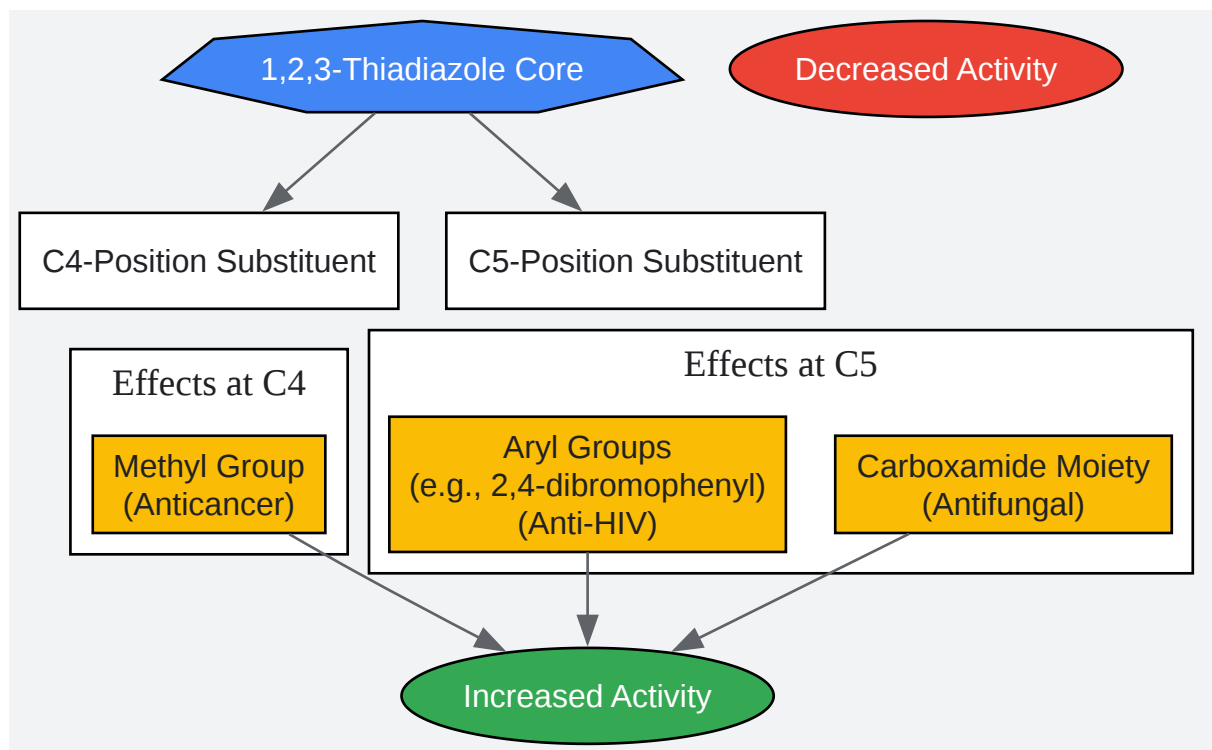 1,2,3-Thiadiazole Core
Decreased Activity
C4-Position Substituent
C5-Position Substituent
Effects at C4
Methyl Group
(Anticancer)
Effects at C5
Aryl Groups
(e.g., 2,4-dibromophenyl)
(Anti-HIV)
Carboxamide Moiety
(Antifungal)
Increased Activity